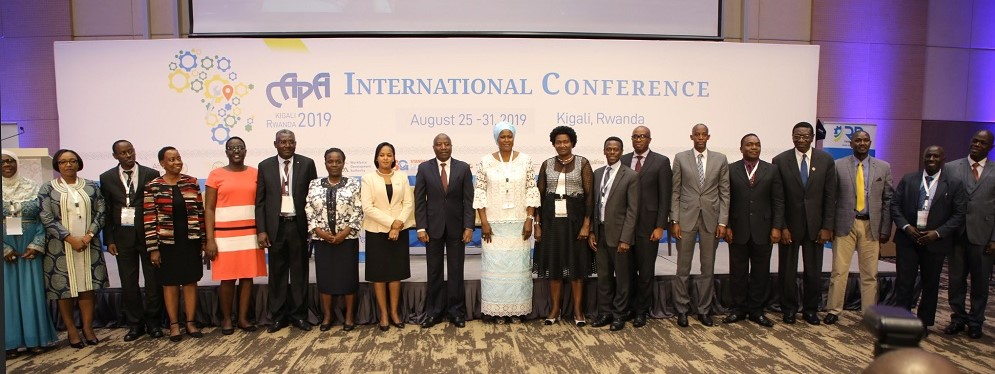 CAPA INTERNATIONAL CONFERENCE
KIGALI
RWANDA 2019
August 25 -31, 2019 Kigali, Rwanda